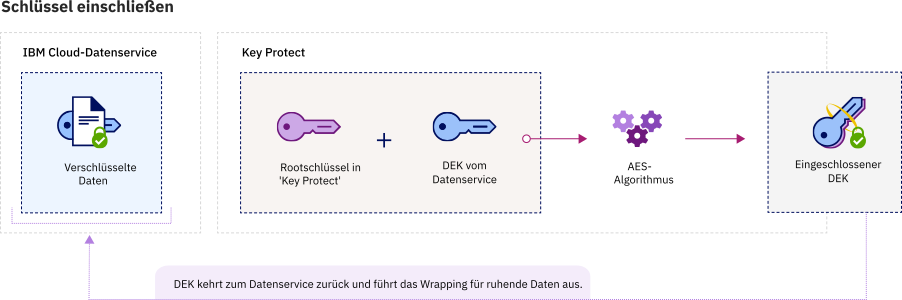 Schlüssel einschließen
IBM Cloud-Datenservice
Verschlüsselte
Daten
Key Protect
Rootschlüssel in
'Key Protect'
+
DEK vom
Datenservice
AES-
Algorithmus
Eingeschlossener
DEK
DEK kehrt zum Datenservice zurück und führt das Wrapping für ruhende Daten aus.